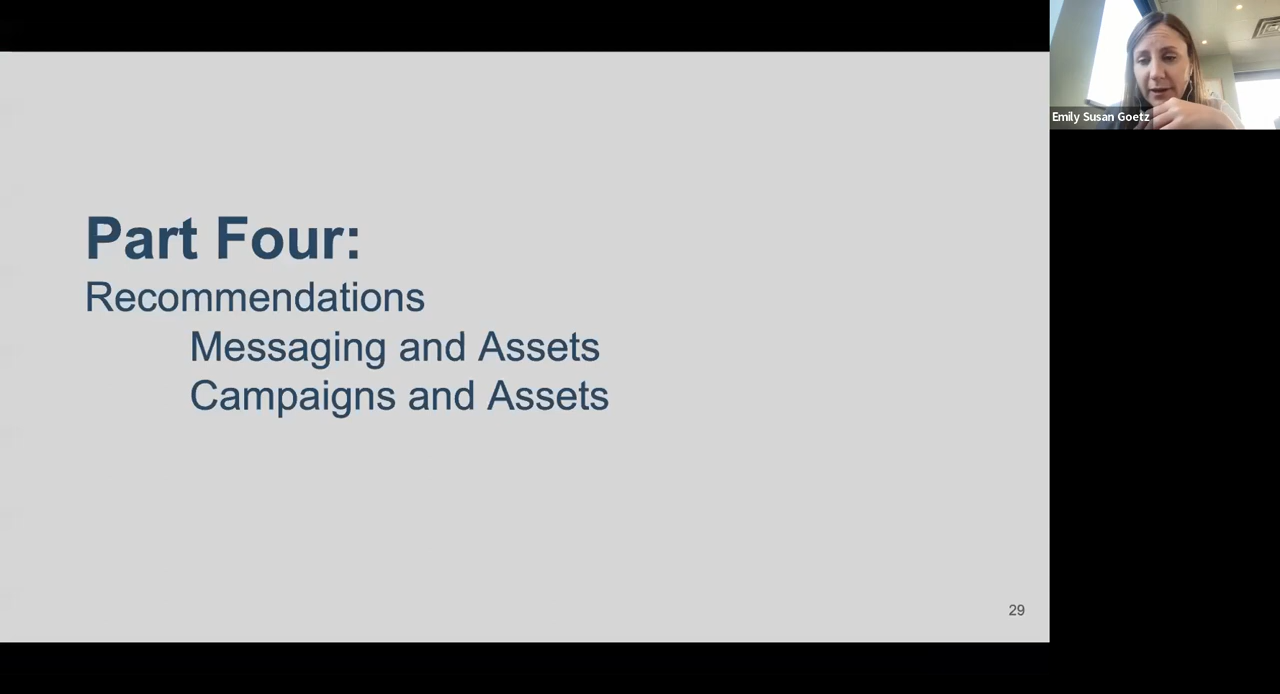 Part Four:
Recommendations
Messaging and Assets
Campaigns and Assets
29
Emily Susan Goetz